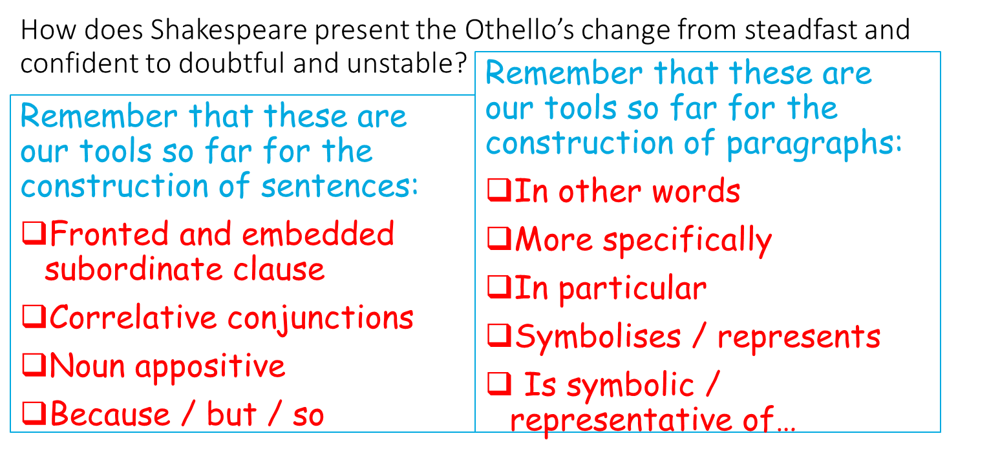 How does Shakespeare present the Othello’s change from steadfast and
confident to doubtful and unstable?
Remember that these are
our tools so far for the
construction of sentences:
❑Fronted and embedded
subordinate clause
❑Correlative conjunctions
❑Noun appositive
❑Because / but / so
Remember that these are
our tools so far for the
construction of paragraphs:
❑In other words
❑More specifically
❑In particular
❑Symbolises / represents
❑ Is symbolic /
representative of…